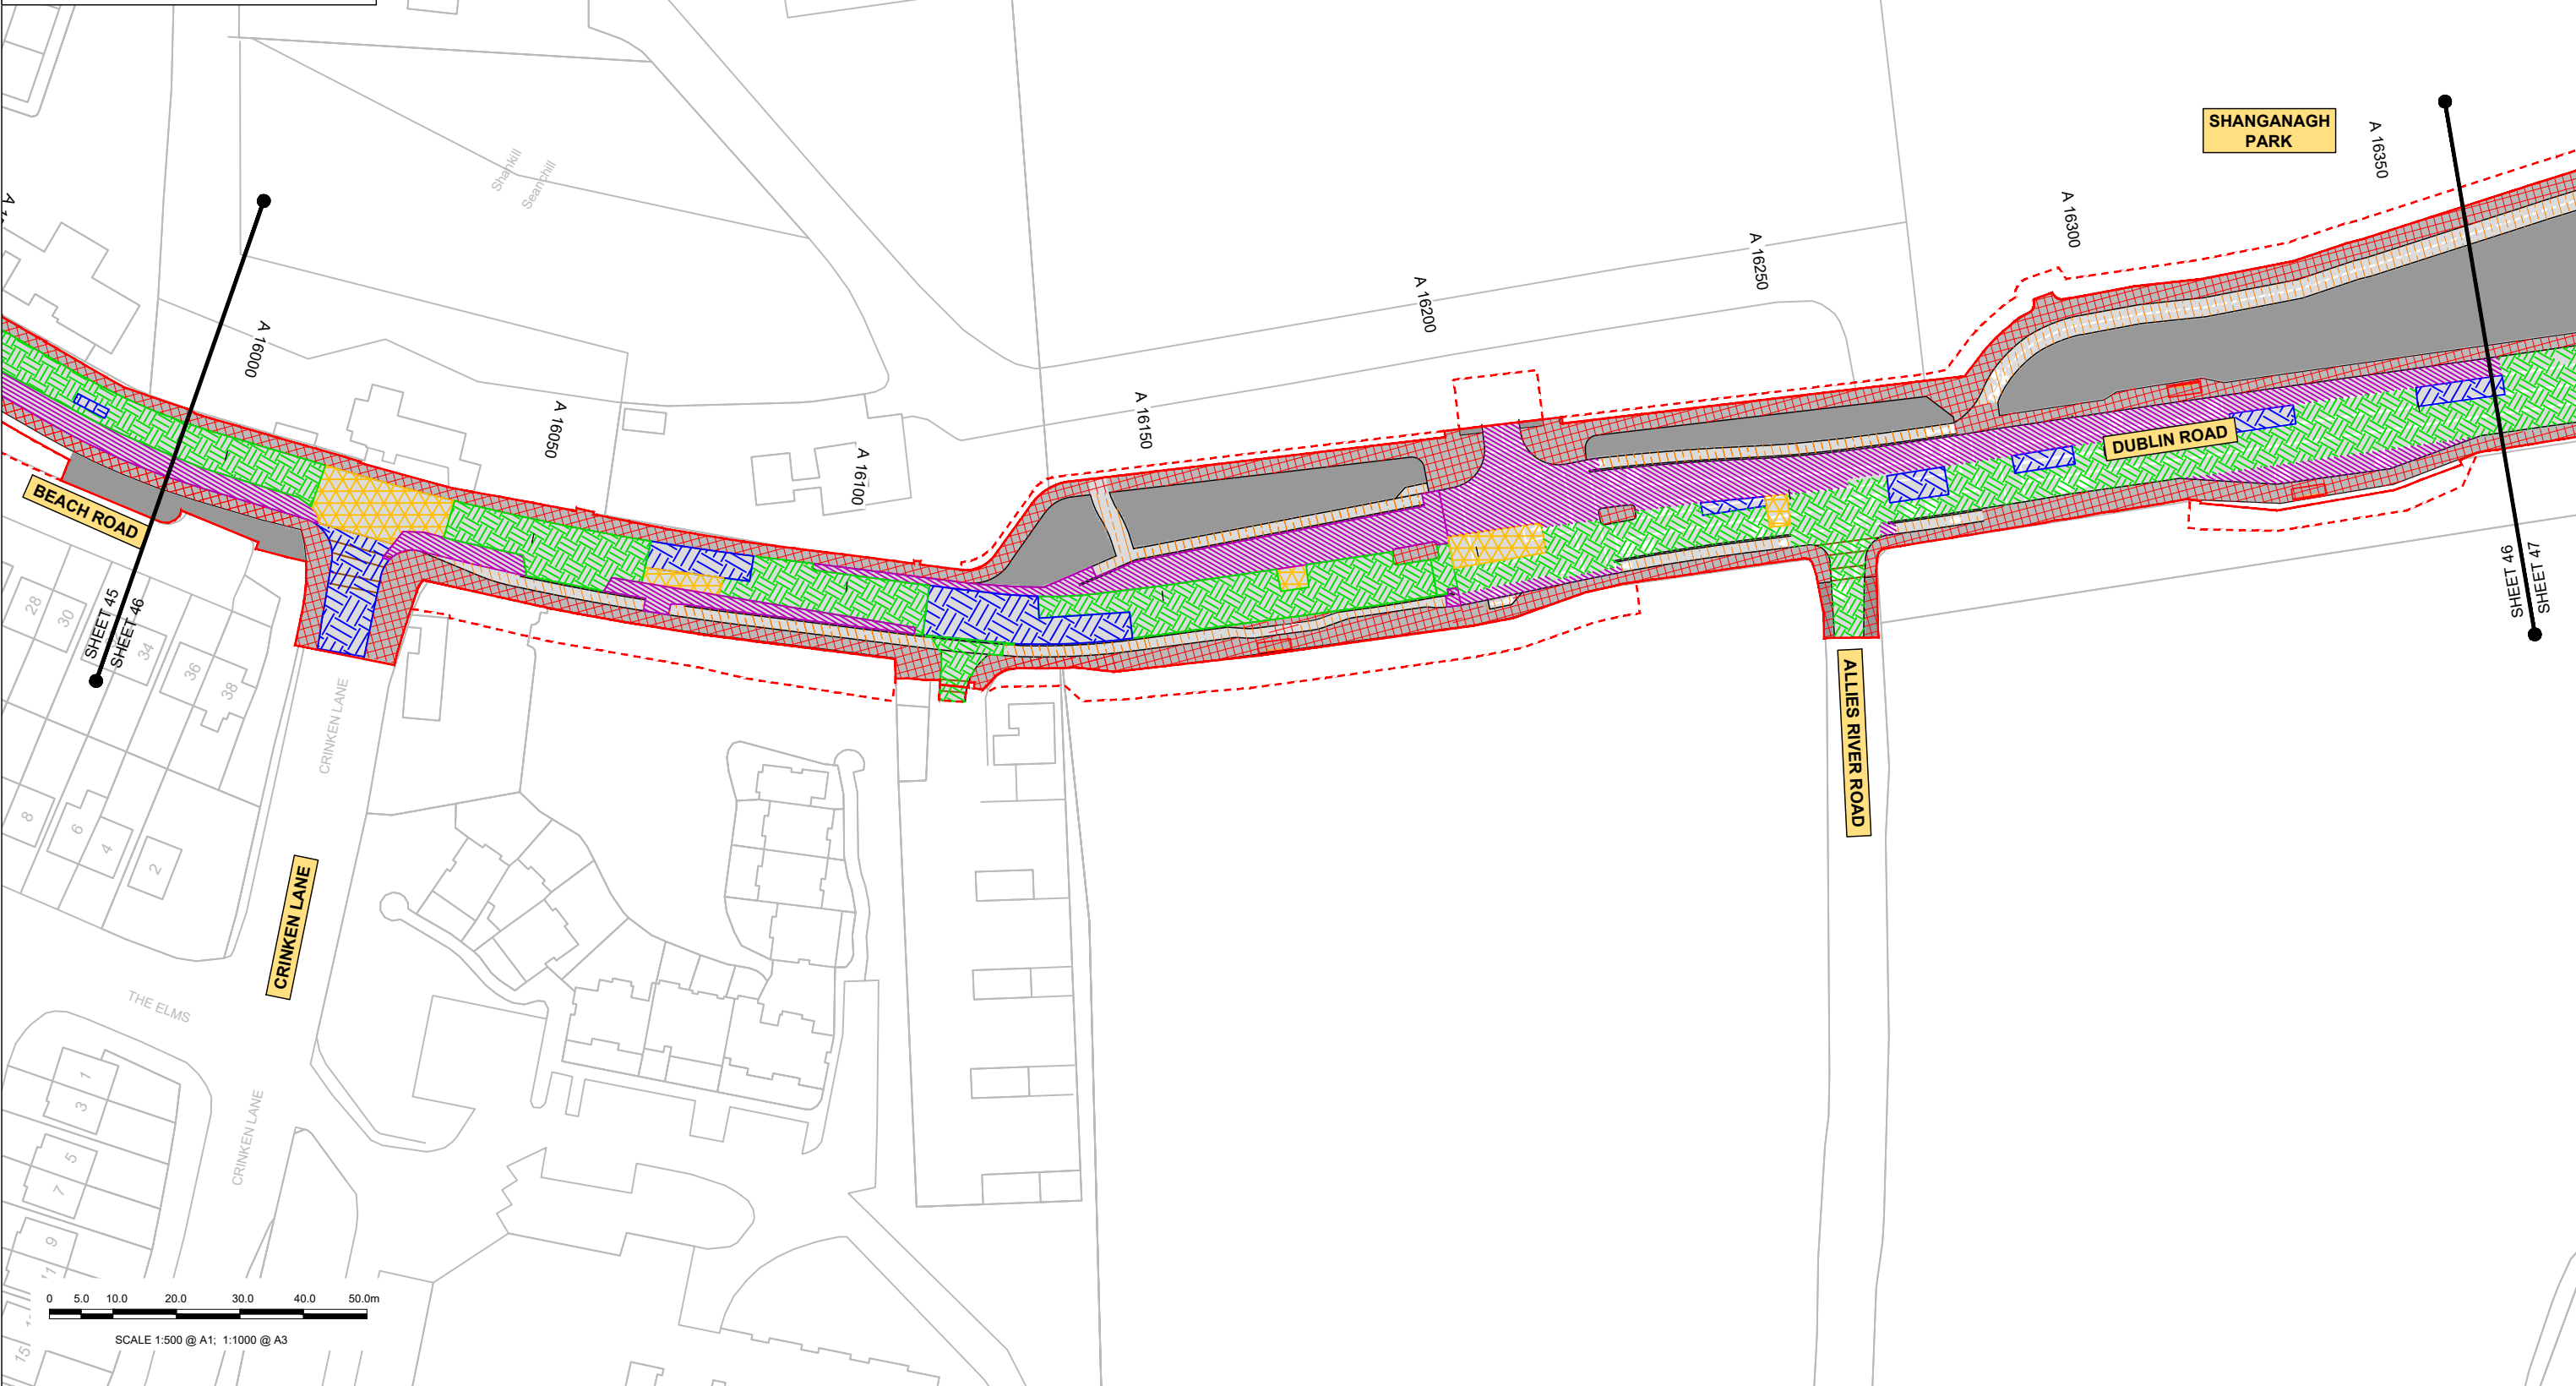 SHANGANAGH
PARK
A 16350
A 16300
A 16250
A 16200
A 16150
A 16100
A 16050
A 16000
Shankill
Seanchill
DUBLIN ROAD
BEACH ROAD
SHEET 45
SHEET 46
SHEET 46
SHEET 47
ALLIES RIVER ROAD
CRINKEN LANE
CRINKEN LANE
CRINKEN LANE
THE ELMS
28
30
34
36
38
8
6
4
2
1
3
5
7
9
11
15
0 5.0 10.0 20.0 30.0 40.0 50.0m
SCALE 1:500 @ A1; 1:1000 @ A3